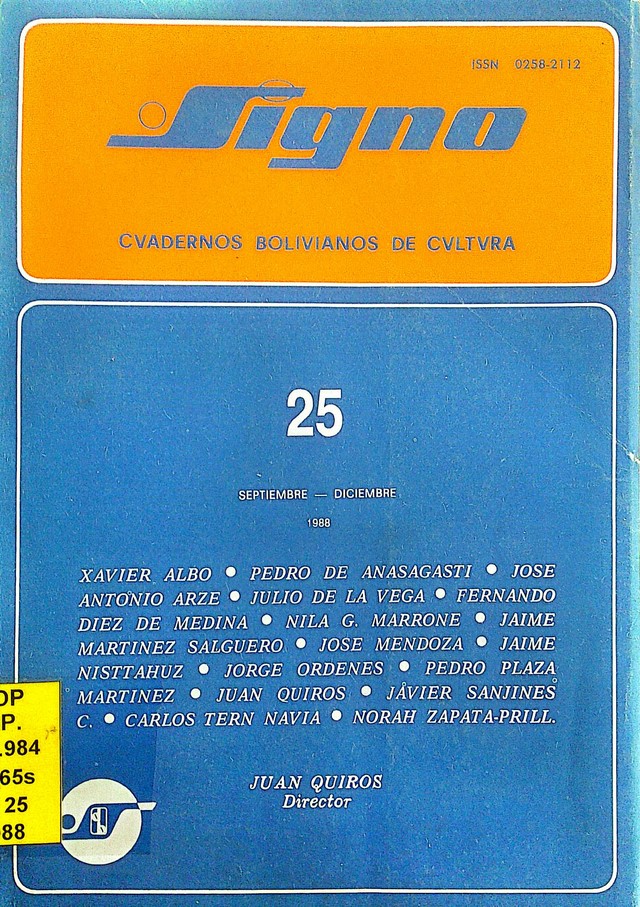 ISSN 0258-2112
Signo
CVADERNOS BOLIVIANOS DE CVLTVRA
25
SEPTIEMBRE — DICIEMBRE
1988
XAVIER ALBO ● PEDRO DE ANASAGASTI ● JOSE
ANTONIO ARZE ● JULIO DE LA VEGA ● FERNANDO
DIEZ DE MEDINA ● NILA G. MARRONE ● JAIME
MARTINEZ SALGUERO ● JOSE MENDOZA ● JAIME
NISTTAHUZ ● JORGE ORDENES ● PEDRO PLAZA
MARTINEZ ● JUAN QUIROS ● JAVIER SANJINES
C. ● CARLOS TERN NAVIA ● NORAH ZAPATA-PRILL.
OP
P.
.984
65s
25
88
JUAN QUIROS
Director